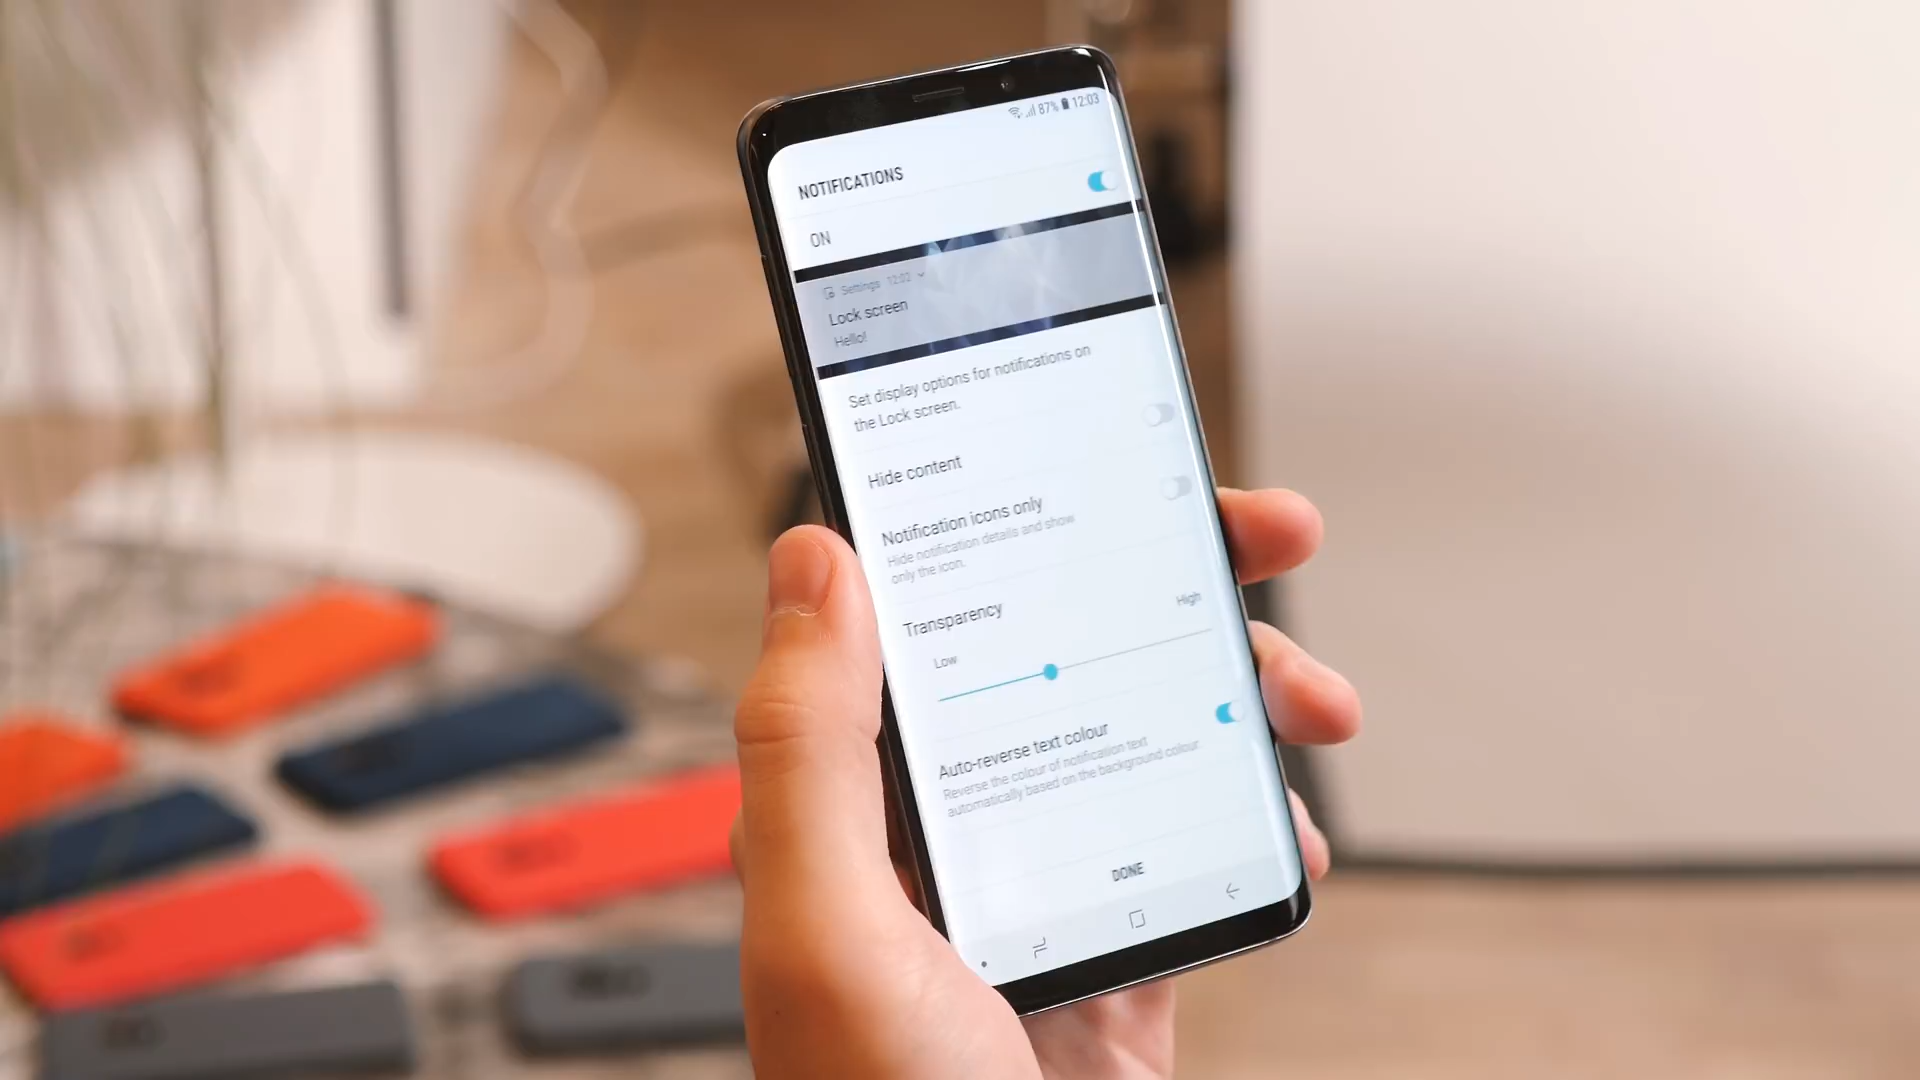 87% 12:03
NOTIFICATIONS
ON
Settings 12:02
Lock screen
Hello!
Set display options for notifications on
the Lock screen.
Hide content
Notification icons only
Hide notification details and show
only the icon.
Transparency
Low High
Auto-reverse text colour
Reverse the colour of notification text
automatically based on the background colour.
DONE